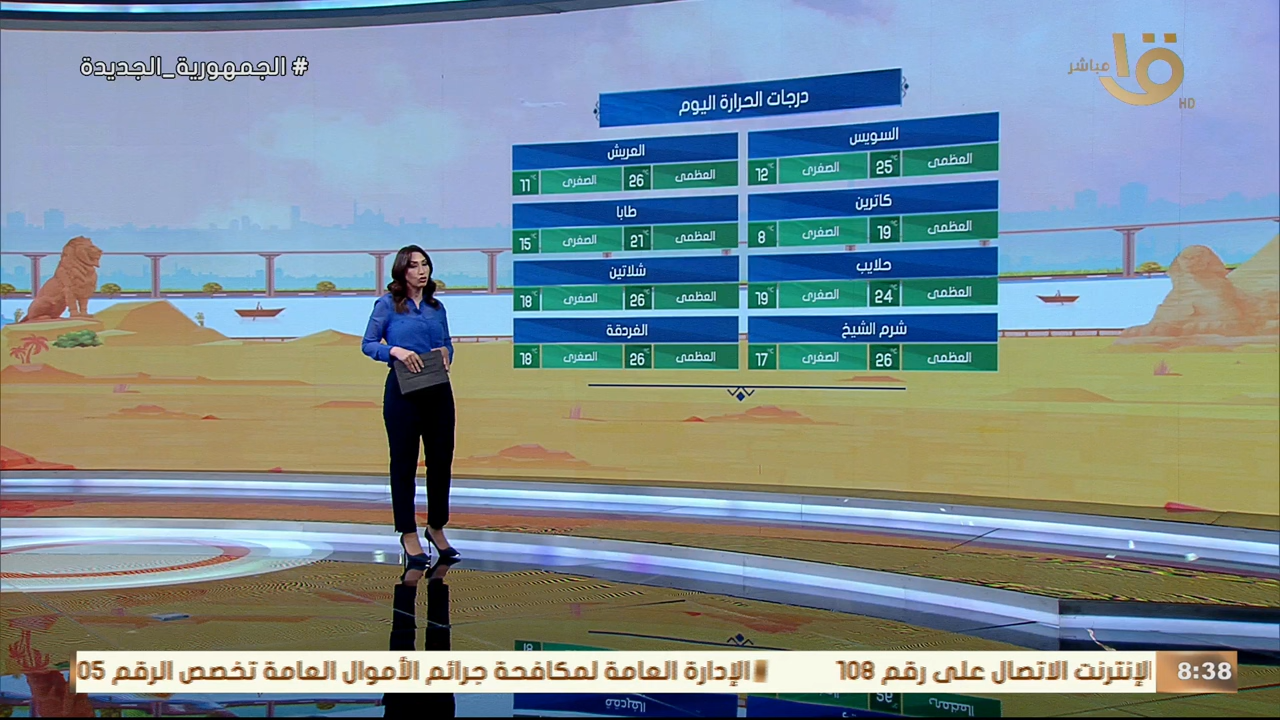 #الجمهورية_الجديدة
مباشر
HD
درجات الحرارة اليوم
السويس
العظمى 25°C الصغرى 12°C
كاترين
العظمى 19°C الصغرى 8°C
حلايب
العظمى 24°C الصغرى 19°C
شرم الشيخ
العظمى 26°C الصغرى 17°C
العريش
العظمى 26°C الصغرى 11°C
طابا
العظمى 21°C الصغرى 15°C
شلاتين
العظمى 26°C الصغرى 18°C
الغردقة
العظمى 26°C الصغرى 18°C
8:38 الإنترنت الاتصال على رقم 108 الإدارة العامة لمكافحة جرائم الأموال العامة تخصص الرقم 05